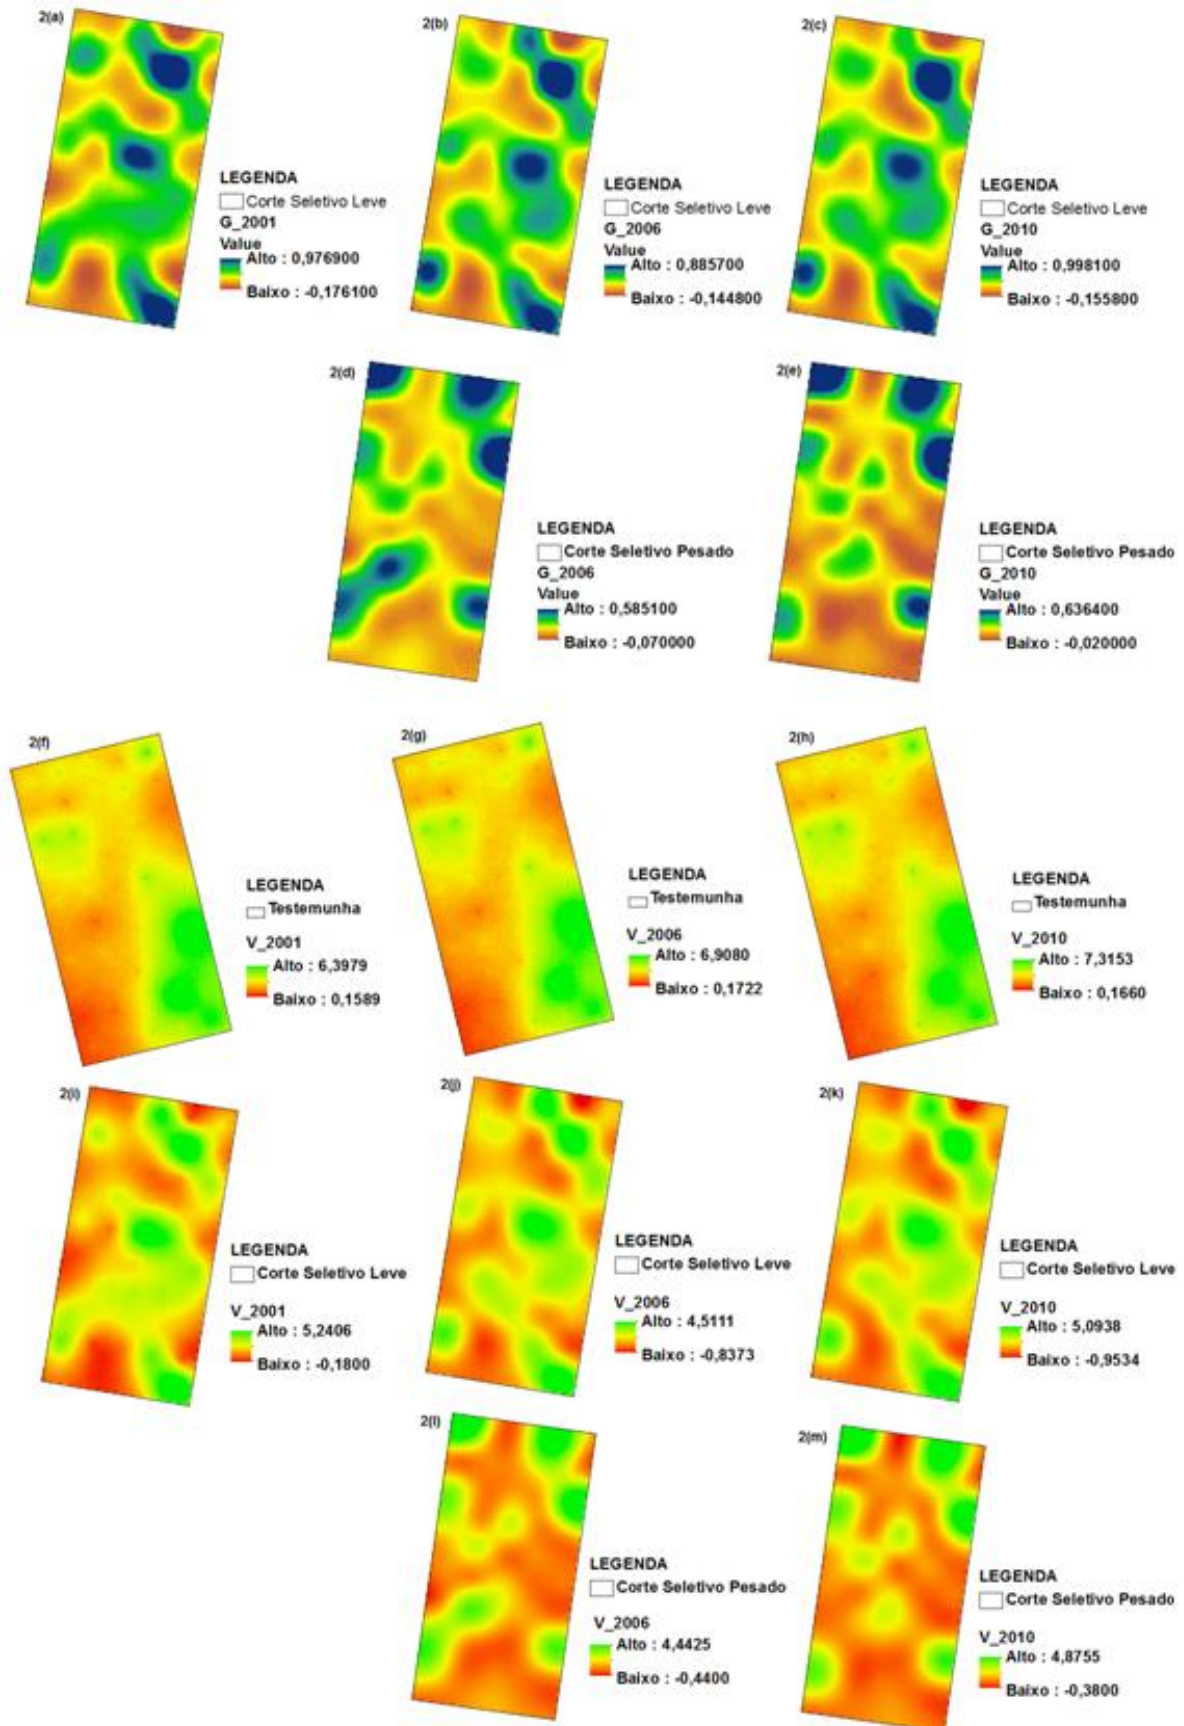 2(a)
LEGENDA
Corte Seletivo Leve
G_2001
Value
Alto : 0,976900
Baixo : -0,176100
2(b)
LEGENDA
Corte Seletivo Leve
G_2006
Value
Alto : 0,885700
Baixo : -0,144800
2(c)
LEGENDA
Corte Seletivo Leve
G_2010
Value
Alto : 0,998100
Baixo : -0,155800
2(d)
LEGENDA
Corte Seletivo Pesado
G_2006
Value
Alto : 0,585100
Baixo : -0,070000
2(e)
LEGENDA
Corte Seletivo Pesado
G_2010
Value
Alto : 0,636400
Baixo : -0,020000
2(f)
LEGENDA
Testemunha
V_2001
Alto : 6,3979
Baixo : 0,1589
2(g)
LEGENDA
Testemunha
V_2006
Alto : 6,9080
Baixo : 0,1722
2(h)
LEGENDA
Testemunha
V_2010
Alto : 7,3153
Baixo : 0,1660
2(i)
LEGENDA
Corte Seletivo Leve
V_2001
Alto : 5,2406
Baixo : -0,1800
2(j)
LEGENDA
Corte Seletivo Leve
V_2006
Alto : 4,5111
Baixo : -0,8373
2(k)
LEGENDA
Corte Seletivo Leve
V_2010
Alto : 5,0938
Baixo : -0,9534
2(l)
LEGENDA
Corte Seletivo Pesado
V_2006
Alto : 4,4425
Baixo : -0,4400
2(m)
LEGENDA
Corte Seletivo Pesado
V_2010
Alto : 4,8755
Baixo : -0,3800